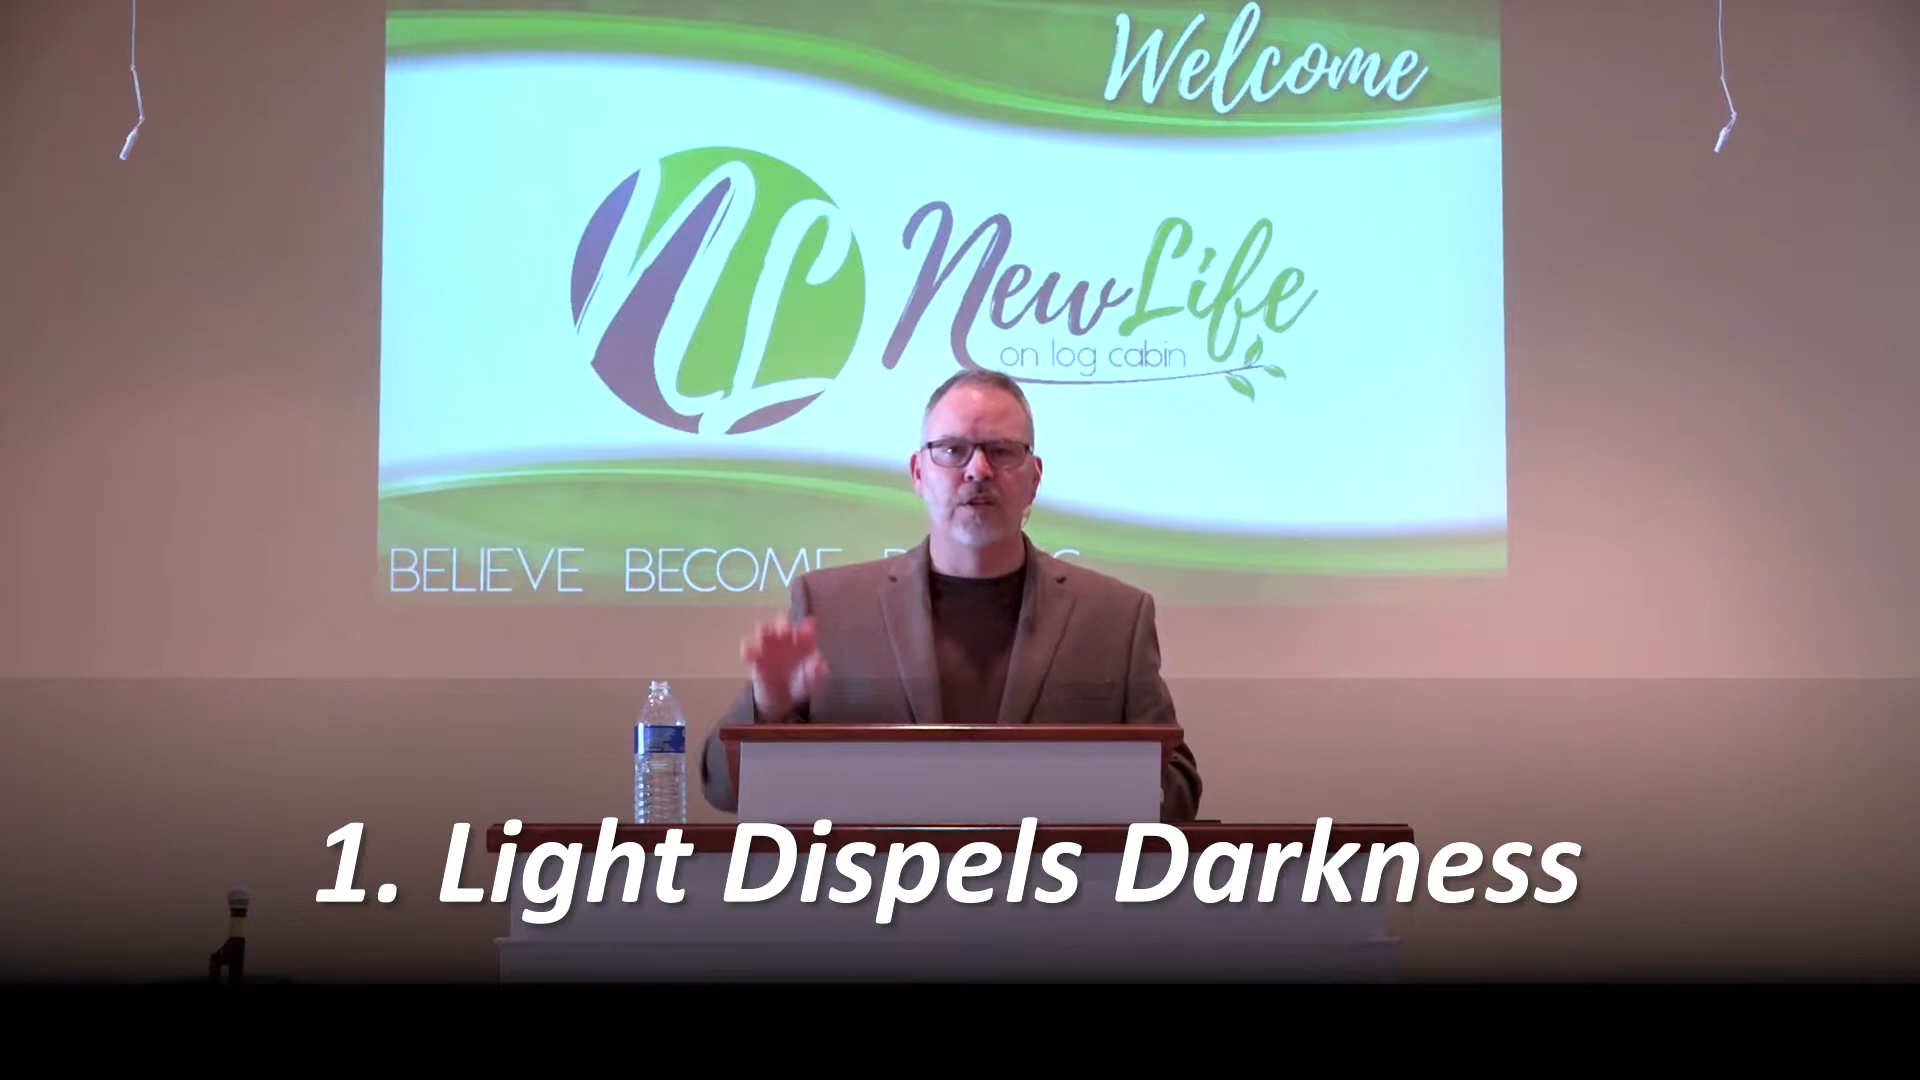 Welcome
NL
NewLife
on log cabin
BELIEVE BECOME
1. Light Dispels Darkness